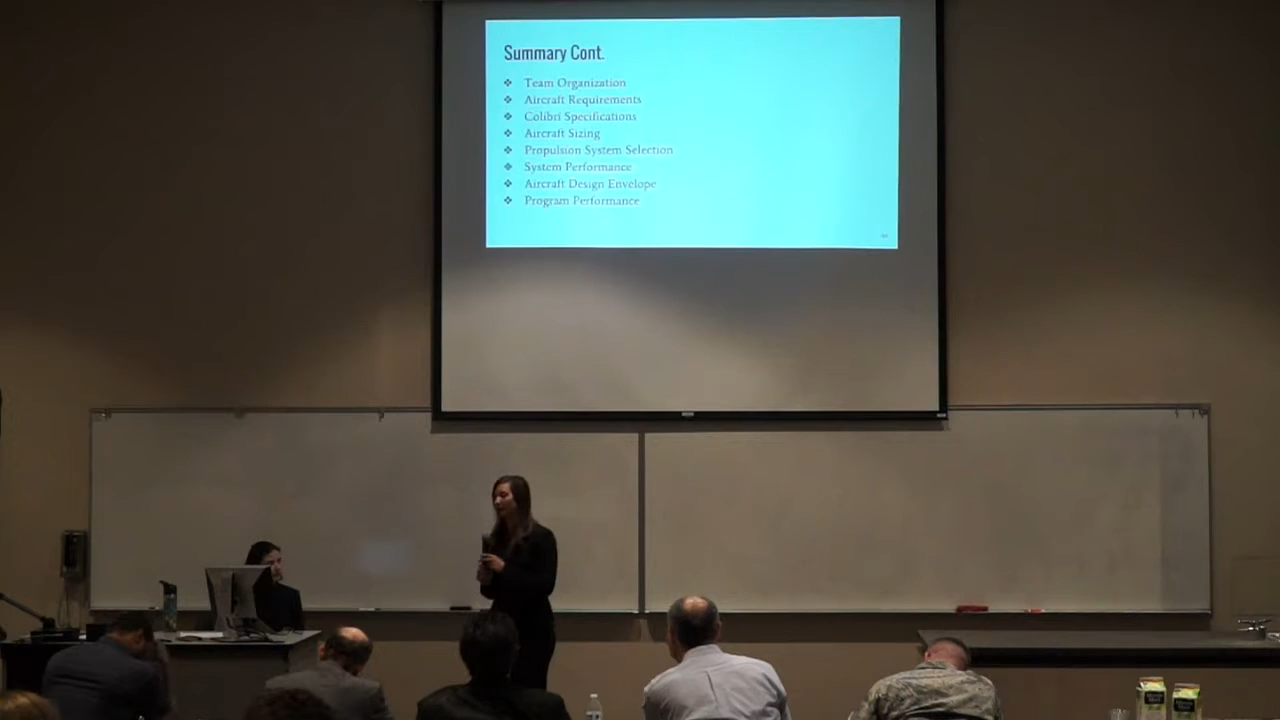 Summary Cont.
❖ Team Organization
❖ Aircraft Requirements
❖ Colibri Specifications
❖ Aircraft Sizing
❖ Propulsion System Selection
❖ System Performance
❖ Aircraft Design Envelope
❖ Program Performance